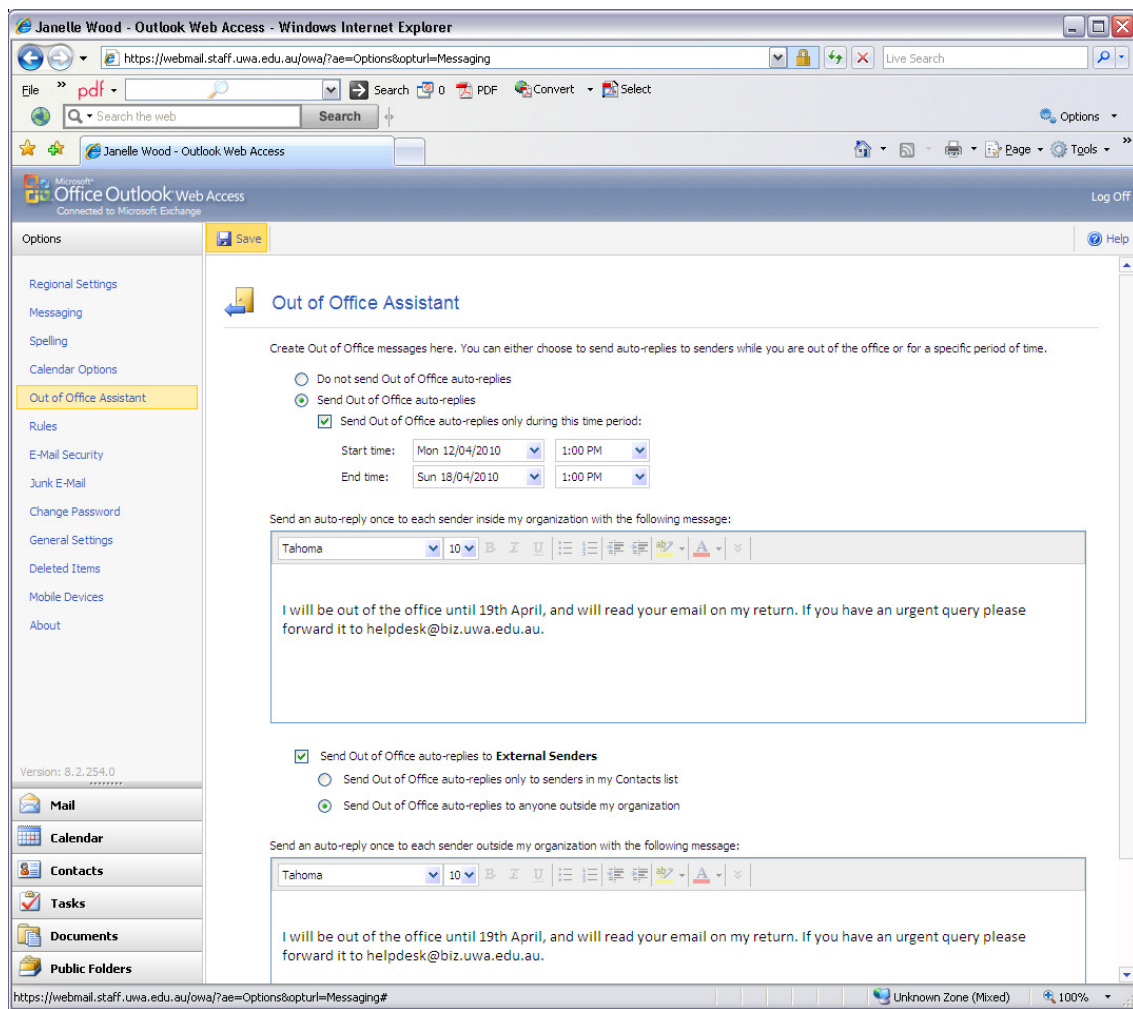 Janelle Wood - Outlook Web Access - Windows Internet Explorer
https://webmail.staff.uwa.edu.au/owa/?ae=Options&opturl=Messaging
Live Search
File » pdf Search 0 PDF Convert Select
Search the web Search Options
Janelle Wood - Outlook Web Access Page Tools »
Microsoft
Office Outlook Web Access
Connected to Microsoft Exchange
Log Off
Options
Save
Help
Regional Settings
Messaging
Spelling
Calendar Options
Out of Office Assistant
Rules
E-Mail Security
Junk E-Mail
Change Password
General Settings
Deleted Items
Mobile Devices
About
Version: 8.2.254.0
Mail
Calendar
Contacts
Tasks
Documents
Public Folders
Out of Office Assistant
Create Out of Office messages here. You can either choose to send auto-replies to senders while you are out of the office or for a specific period of time.
Do not send Out of Office auto-replies
Send Out of Office auto-replies
Send Out of Office auto-replies only during this time period:
Start time: Mon 12/04/2010 1:00 PM
End time: Sun 18/04/2010 1:00 PM
Send an auto-reply once to each sender inside my organization with the following message:
Tahoma 10 B I U ab A
I will be out of the office until 19th April, and will read your email on my return. If you have an urgent query please
forward it to helpdesk@biz.uwa.edu.au.
Send Out of Office auto-replies to External Senders
Send Out of Office auto-replies only to senders in my Contacts list
Send Out of Office auto-replies to anyone outside my organization
Send an auto-reply once to each sender outside my organization with the following message:
Tahoma 10 B I U ab A
I will be out of the office until 19th April, and will read your email on my return. If you have an urgent query please
forward it to helpdesk@biz.uwa.edu.au.
https://webmail.staff.uwa.edu.au/owa/?ae=Options&opturl=Messaging# Unknown Zone (Mixed) 100%